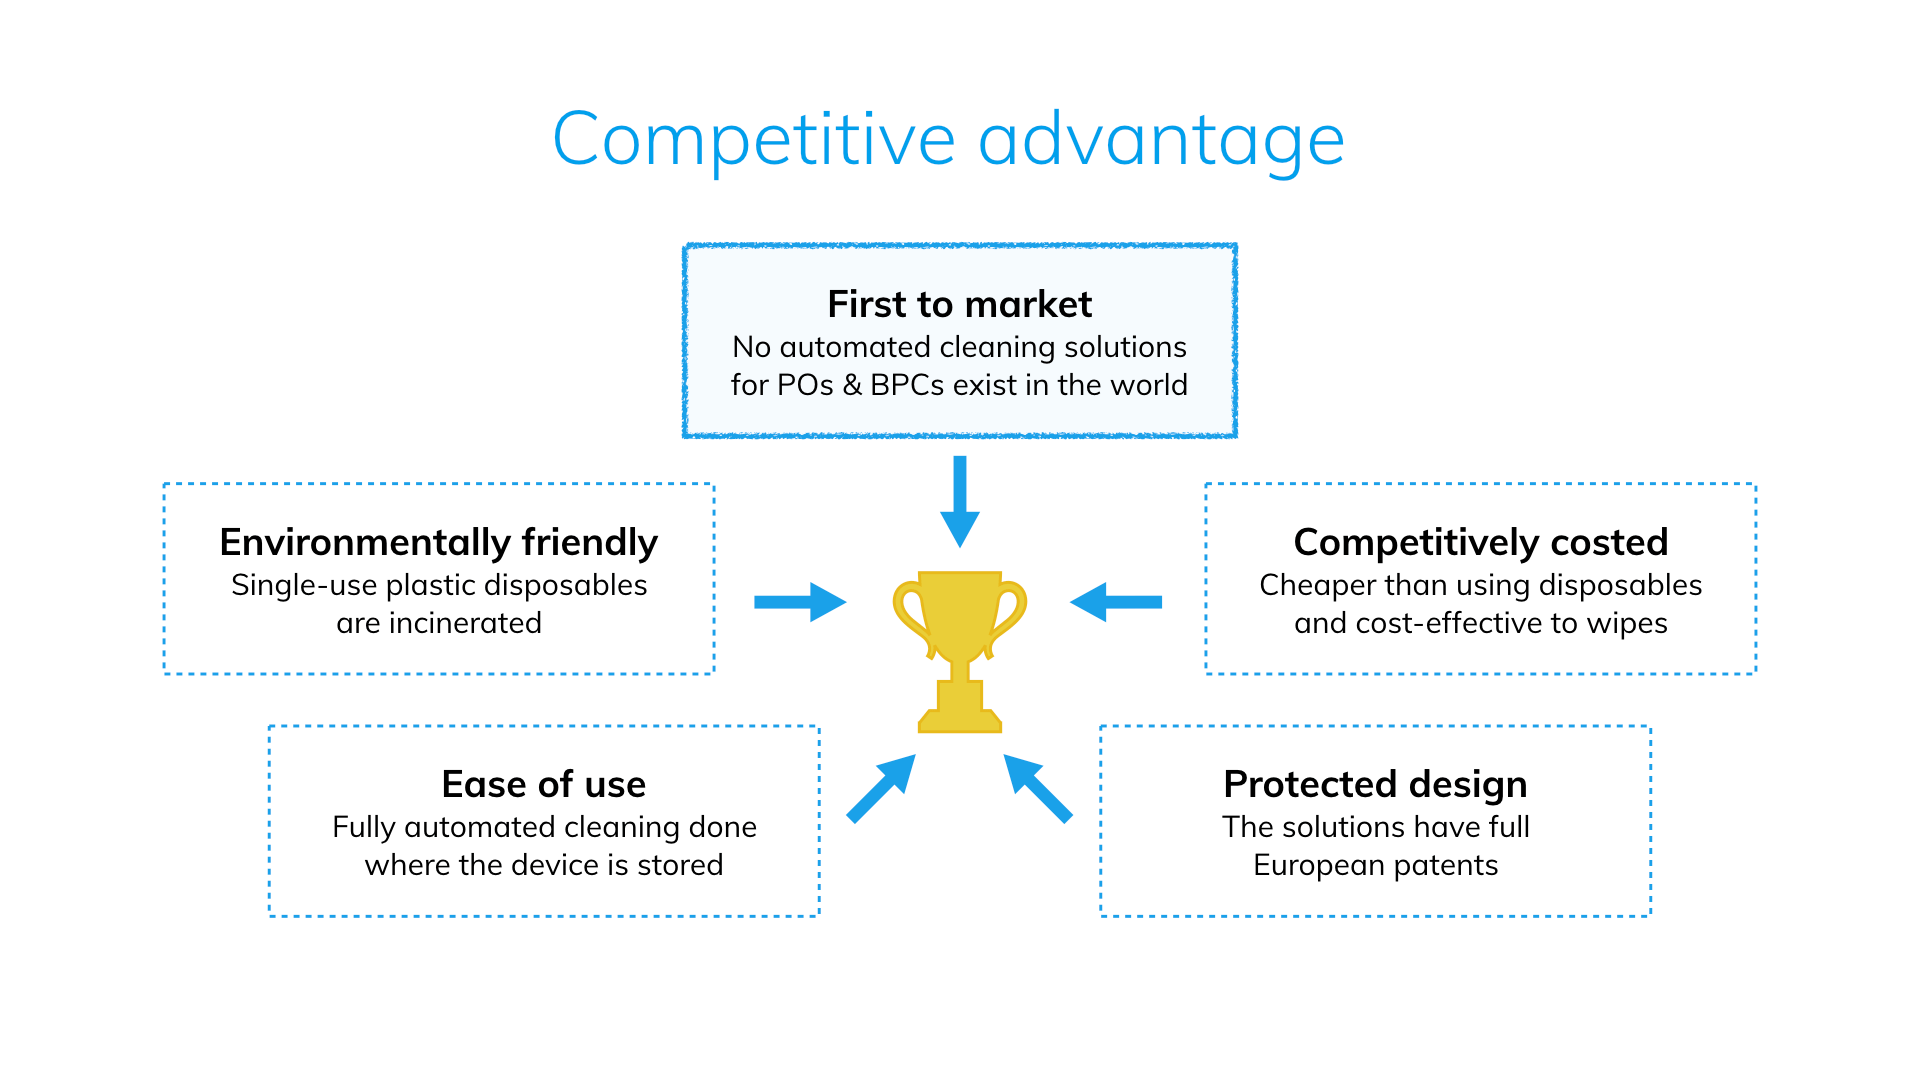 Competitive advantage
First to market
No automated cleaning solutions
for POs & BPCs exist in the world
Environmentally friendly
Single-use plastic disposables
are incinerated
Competitively costed
Cheaper than using disposables
and cost-effective to wipes
Ease of use
Fully automated cleaning done
where the device is stored
Protected design
The solutions have full
European patents